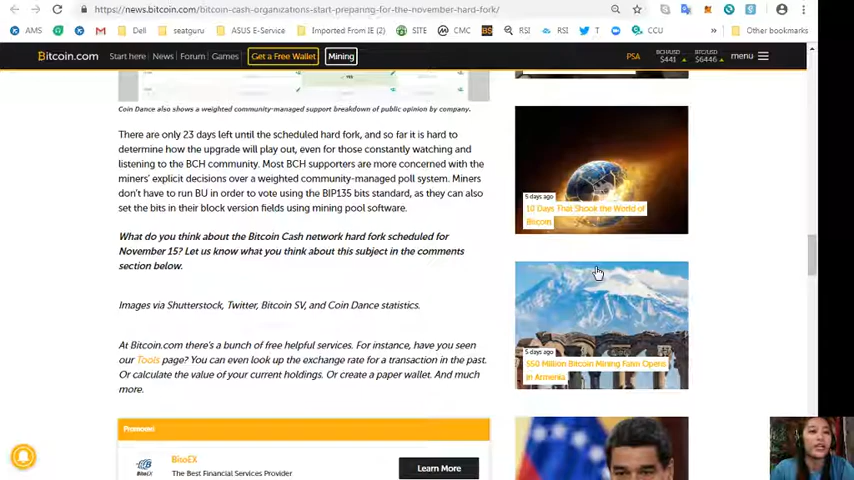 https://news.bitcoin.com/bitcoin-cash-organizations-start-preparing-for-the-november-hard-fork/
AMS
Dell
seatguru
ASUS E-Service
Imported From IE (2)
SITE
CMC
RSI
RSI
T
CCU
Other bookmarks
Bitcoin.com
Start here
News
Forum
Games
Get a Free Wallet
Mining
PSA
BCH/USD
$441
BTC/USD
$6446
menu
YES
Coin Dance also shows a weighted community-managed support breakdown of public opinion by company.
There are only 23 days left until the scheduled hard fork, and so far it is hard to
determine how the upgrade will play out, even for those constantly watching and
listening to the BCH community. Most BCH supporters are more concerned with the
miners' explicit decisions over a weighted community-managed poll system. Miners
don't have to run BU in order to vote using the BIP135 bits standard, as they can also
set the bits in their block version fields using mining pool software.
What do you think about the Bitcoin Cash network hard fork scheduled for
November 15? Let us know what you think about this subject in the comments
section below.
Images via Shutterstock, Twitter, Bitcoin SV, and Coin Dance statistics.
At Bitcoin.com there's a bunch of free helpful services. For instance, have you seen
our Tools page? You can even look up the exchange rate for a transaction in the past.
Or calculate the value of your current holdings. Or create a paper wallet. And much
more.
Promoted
BitoEX
The Best Financial Services Provider
Learn More
5 days ago
10 Days That Shook the World of
Bitcoin
5 days ago
$50 Million Bitcoin Mining Farm Opens
in Armenia